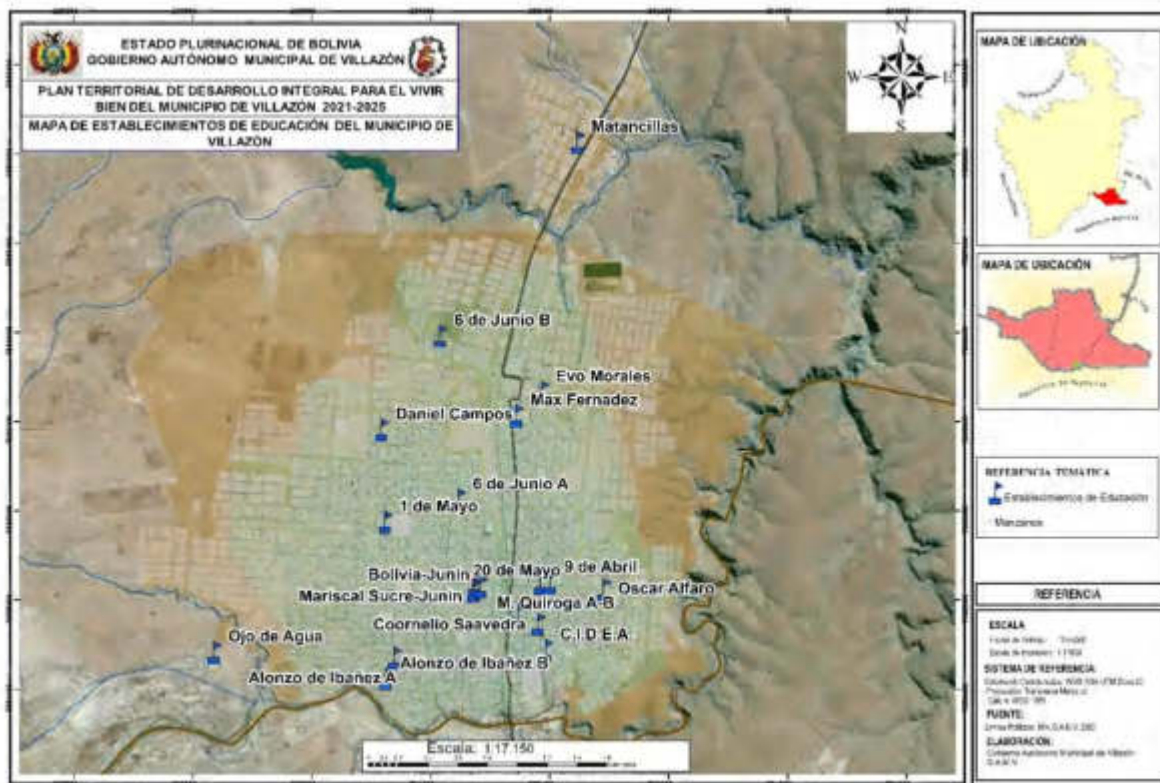 ESTADO PLURINACIONAL DE BOLIVIA
GOBIERNO AUTÓNOMO MUNICIPAL DE VILLAZÓN
PLAN TERRITORIAL DE DESARROLLO INTEGRAL PARA EL VIVIR
BIEN DEL MUNICIPIO DE VILLAZÓN 2021-2025
MAPA DE ESTABLECIMIENTOS DE EDUCACIÓN DEL MUNICIPIO DE
VILLAZÓN
N
W E
S
Matancillas
6 de Junio B
Evo Morales
Max Fernadez
Daniel Campos
6 de Junio A
1 de Mayo
Bolivia-Junin
20 de Mayo
9 de Abril
Mariscal Sucre-Junin
Oscar Alfaro
M. Quiroga A-B
Coornelio Saavedra
C.I.D.E.A.
Ojo de Agua
Alonzo de Ibañez B
Alonzo de Ibañez A
Escala: 1:17.150
MAPA DE UBICACIÓN
MAPA DE UBICACIÓN
REFERENCIA TEMÁTICA
Establecimientos de Educación
Manzanos
REFERENCIA
ESCALA
SISTEMA DE REFERENCIA:
FUENTE:
ELABORACIÓN:
Gobierno Autónomo Municipal de Villazón